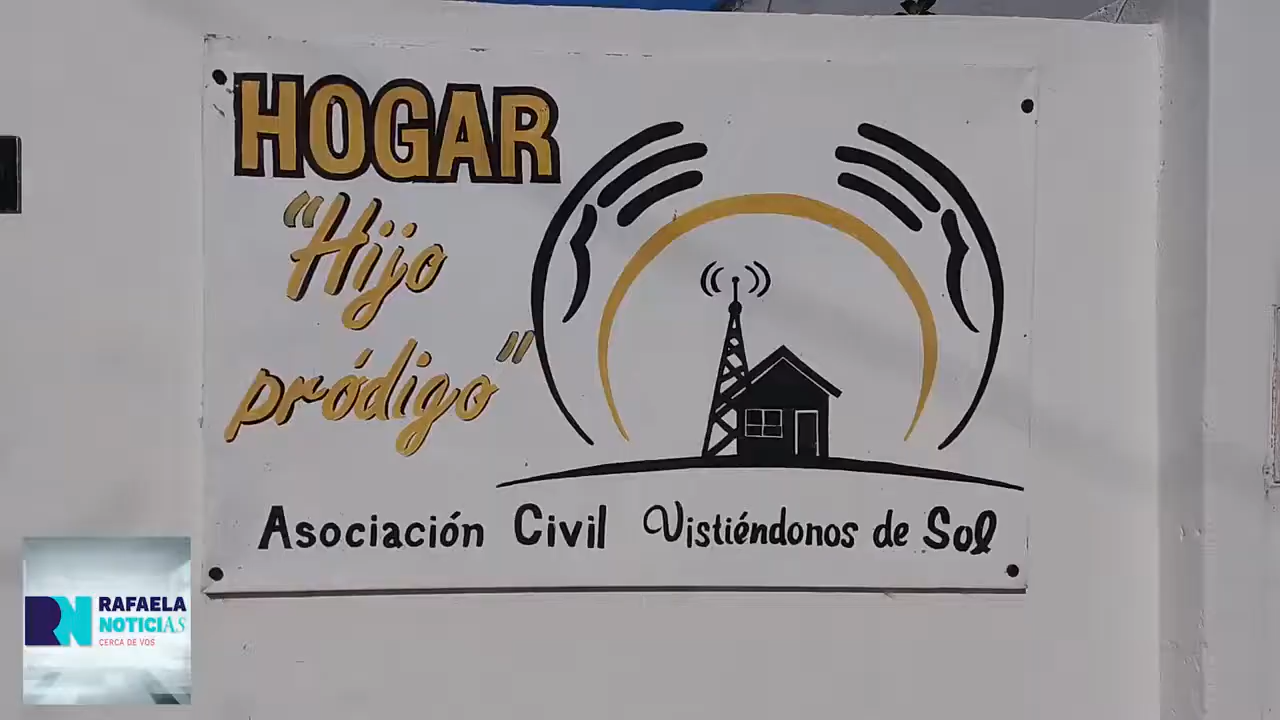 HOGAR
"Hijo
pródigo"
Asociación Civil Vistiéndonos de Sol
RN RAFAELA
NOTICIAS
CERCA DE VOS